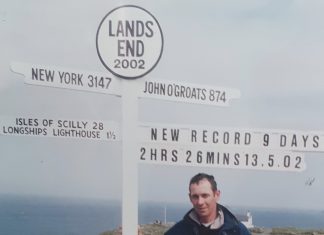 LANDS
END
2002
NEW YORK 3147
JOHN O'GROATS 874
ISLES OF SCILLY 28
LONGSHIPS LIGHTHOUSE 1½
NEW RECORD 9 DAYS
2HRS 26MINS 13.5.02